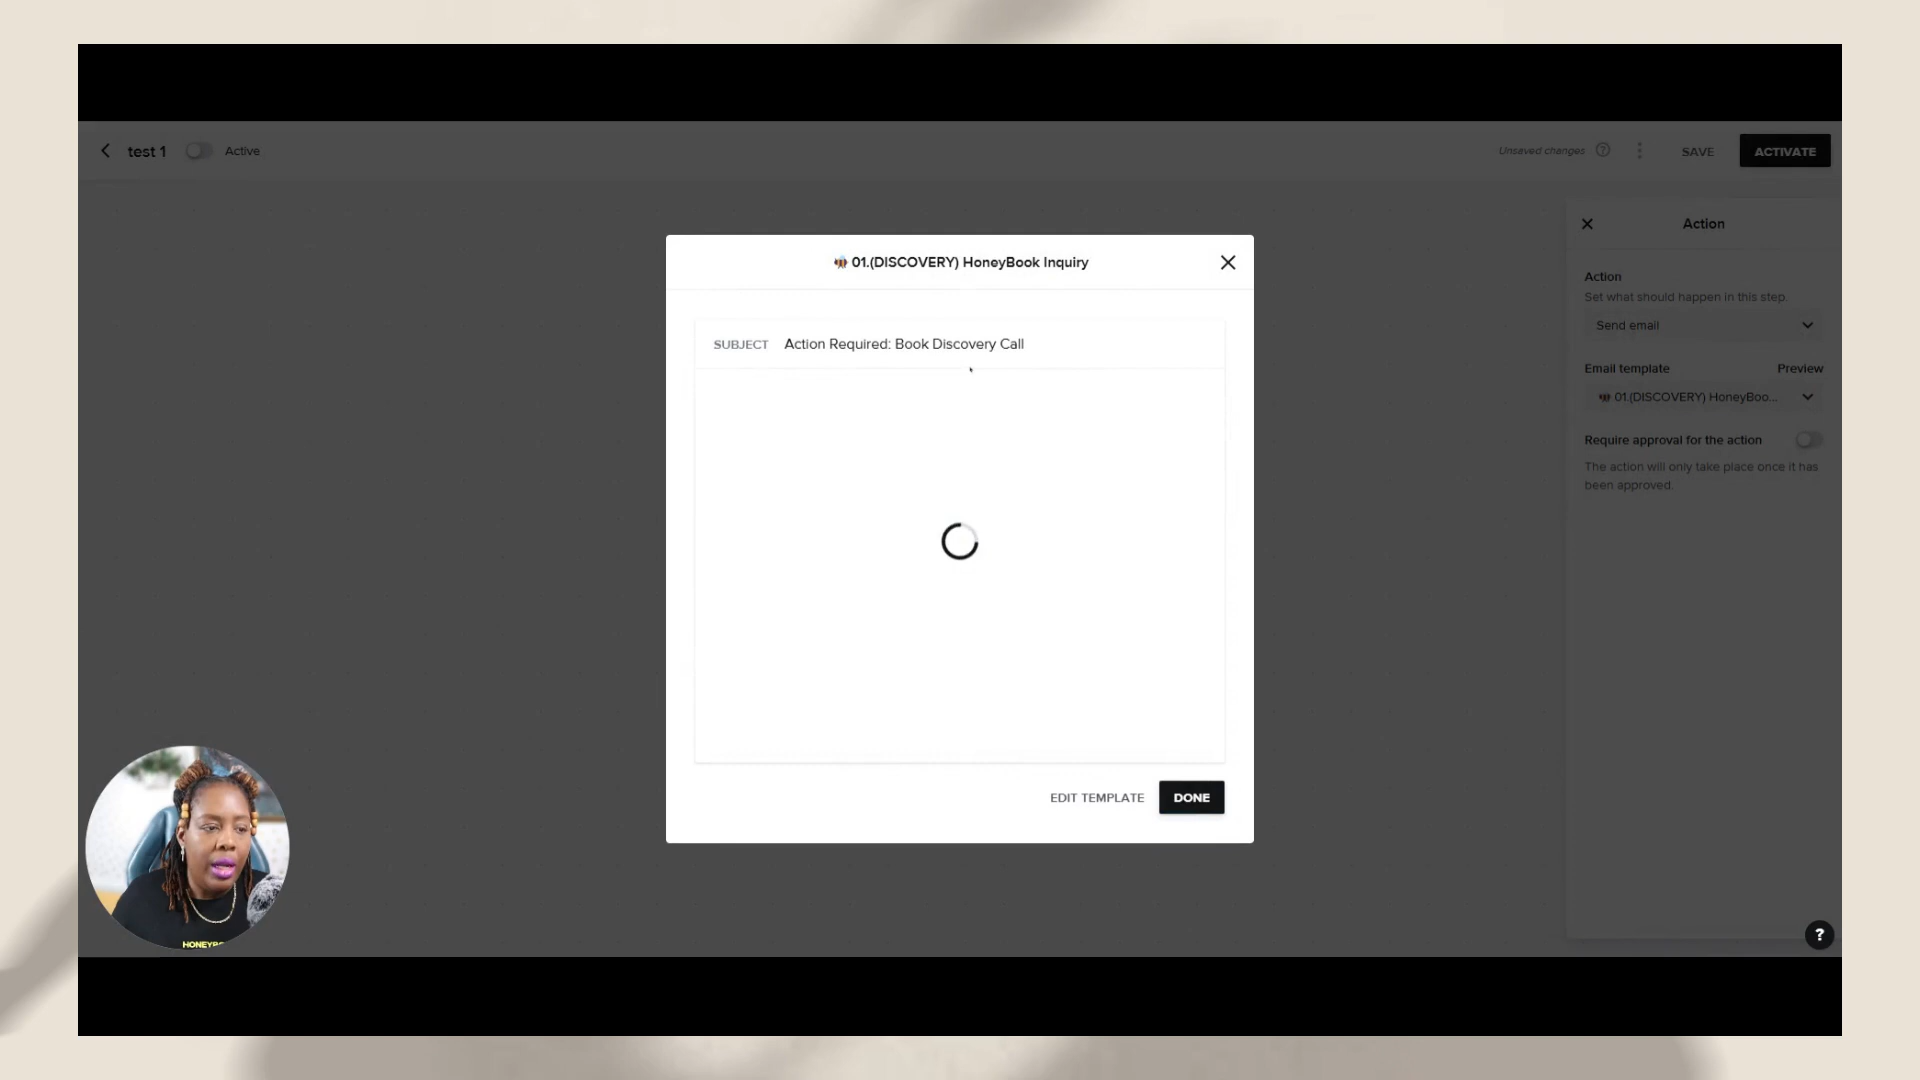 test 1
Active
Unsaved changes
SAVE
ACTIVATE
01.(DISCOVERY) HoneyBook Inquiry
SUBJECT Action Required: Book Discovery Call
EDIT TEMPLATE
DONE
Action
Action
Set what should happen in this step.
Send email
Email template
Preview
01.(DISCOVERY) HoneyBoo...
Require approval for the action
The action will only take place once it has
been approved.
?